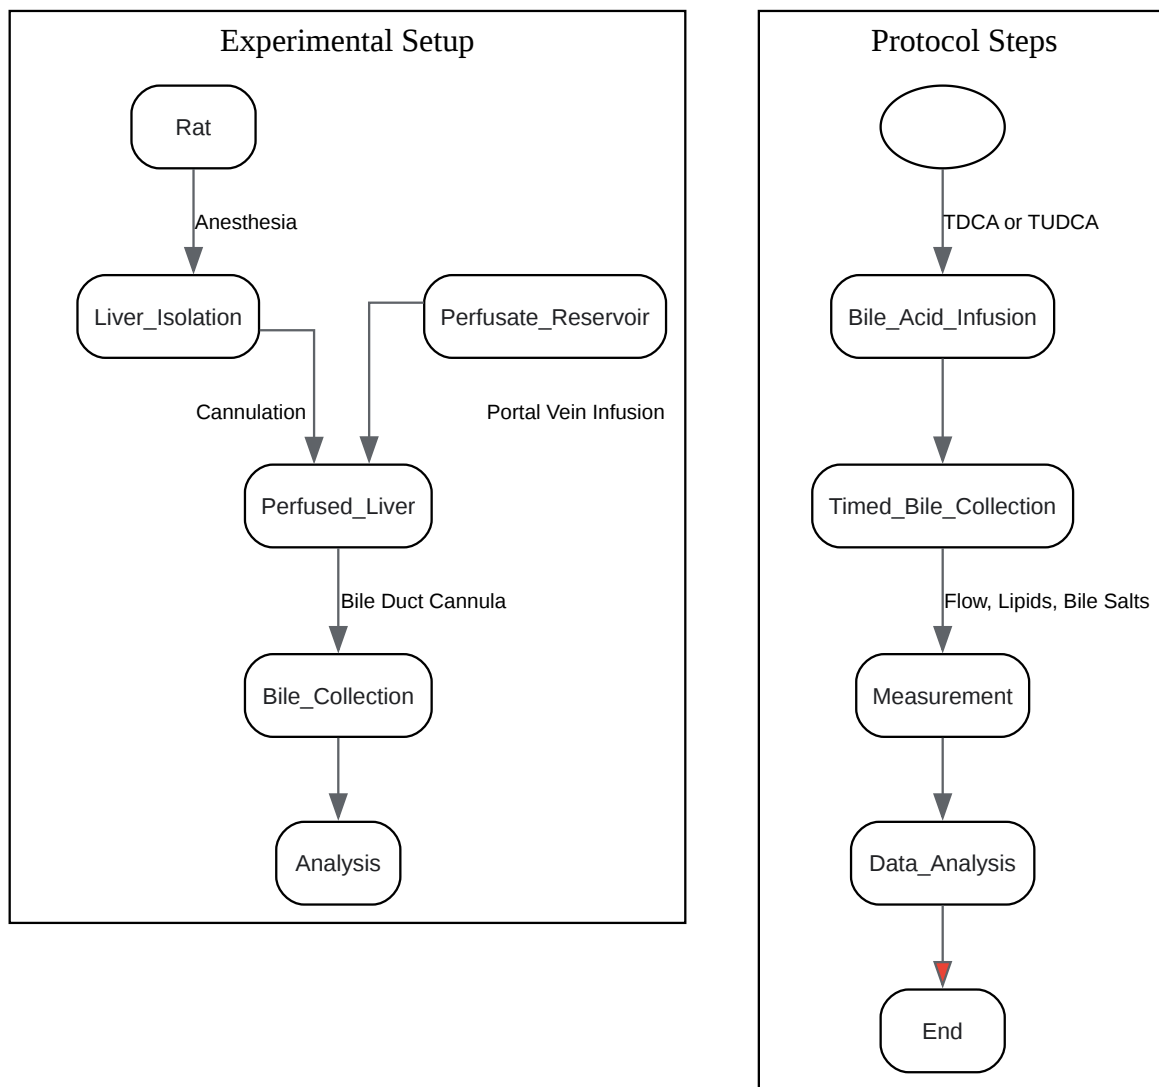 Experimental Setup
Rat
Anesthesia
Liver_Isolation
Perfusate_Reservoir
Cannulation
Portal Vein Infusion
Perfused_Liver
Bile Duct Cannula
Bile_Collection
Analysis
Protocol Steps
TDCA or TUDCA
Bile_Acid_Infusion
Timed_Bile_Collection
Flow, Lipids, Bile Salts
Measurement
Data_Analysis
End